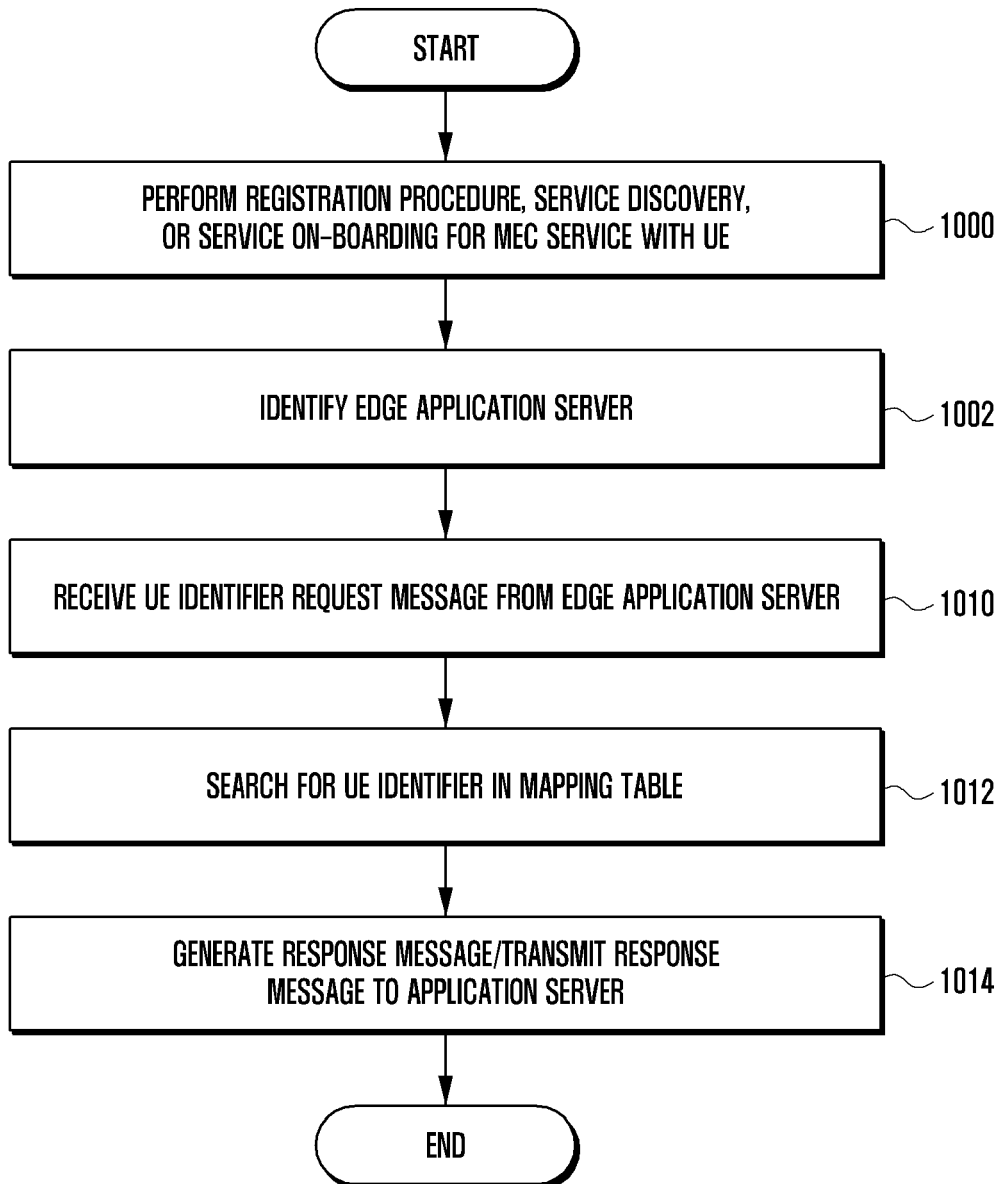 START
PERFORM REGISTRATION PROCEDURE, SERVICE DISCOVERY,
OR SERVICE ON-BOARDING FOR MEC SERVICE WITH UE
1000
IDENTIFY EDGE APPLICATION SERVER
1002
RECEIVE UE IDENTIFIER REQUEST MESSAGE FROM EDGE APPLICATION SERVER
1010
SEARCH FOR UE IDENTIFIER IN MAPPING TABLE
1012
GENERATE RESPONSE MESSAGE/TRANSMIT RESPONSE
MESSAGE TO APPLICATION SERVER
1014
END